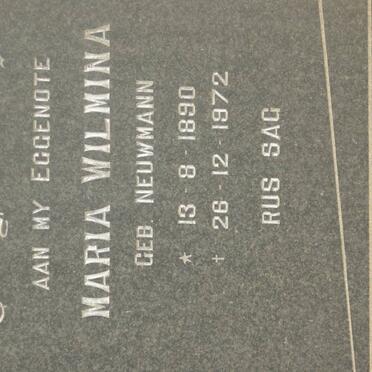 AAN MY EGGENOTE
MARIA WILMINA
GEB. NEUWMANN
* 13-8-1890
† 26-12-1972
RUS SAG